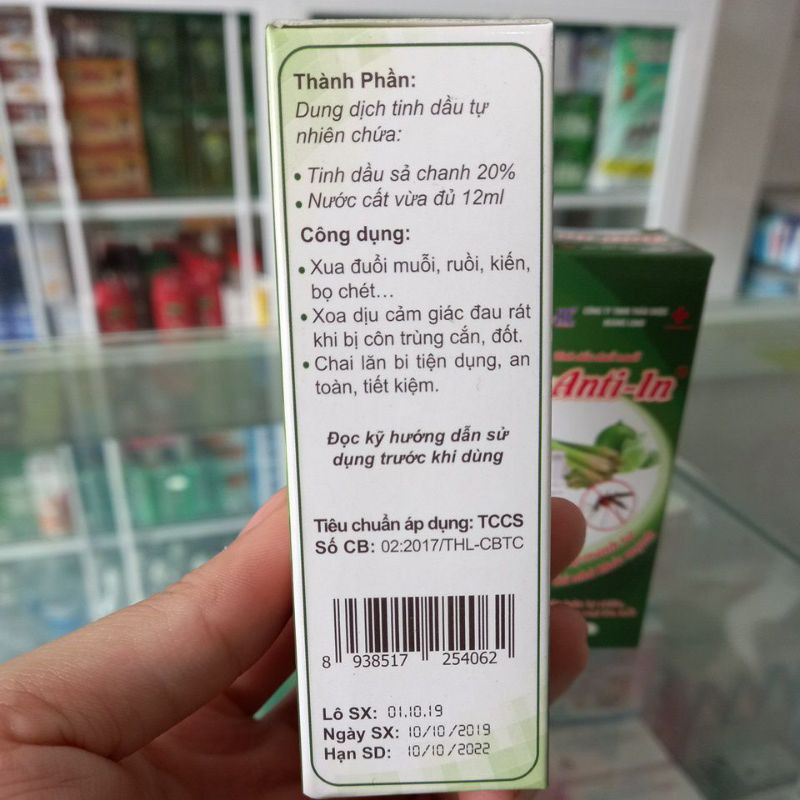 Thành Phần:
Dung dịch tinh dầu tự
nhiên chứa:
• Tinh dầu sả chanh 20%
• Nước cất vừa đủ 12ml
Công dụng:
• Xua đuổi muỗi, ruồi, kiến,
bọ chét...
• Xoa dịu cảm giác đau rát
khi bị côn trùng cắn, đốt.
• Chai lăn bi tiện dụng, an
toàn, tiết kiệm.
Đọc kỹ hướng dẫn sử
dụng trước khi dùng
Tiêu chuẩn áp dụng: TCCS
Số CB: 02:2017/THL-CBTC
8 938517 254062
Lô SX: 01.10.19
Ngày SX: 10/10/2019
Hạn SD: 10/10/2022
Anti-In